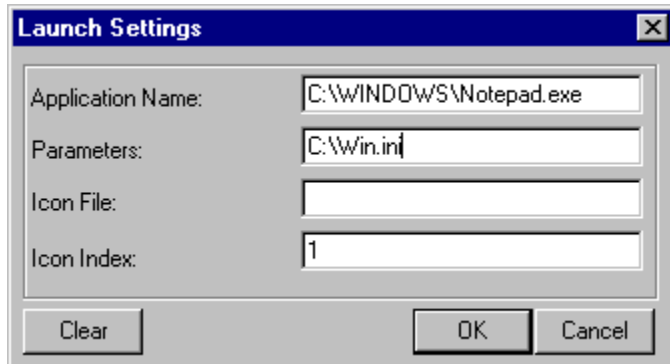 Launch Settings
Application Name: C:\WINDOWS\Notepad.exe
Parameters: C:\Win.ini
Icon File:
Icon Index: 1
Clear OK Cancel